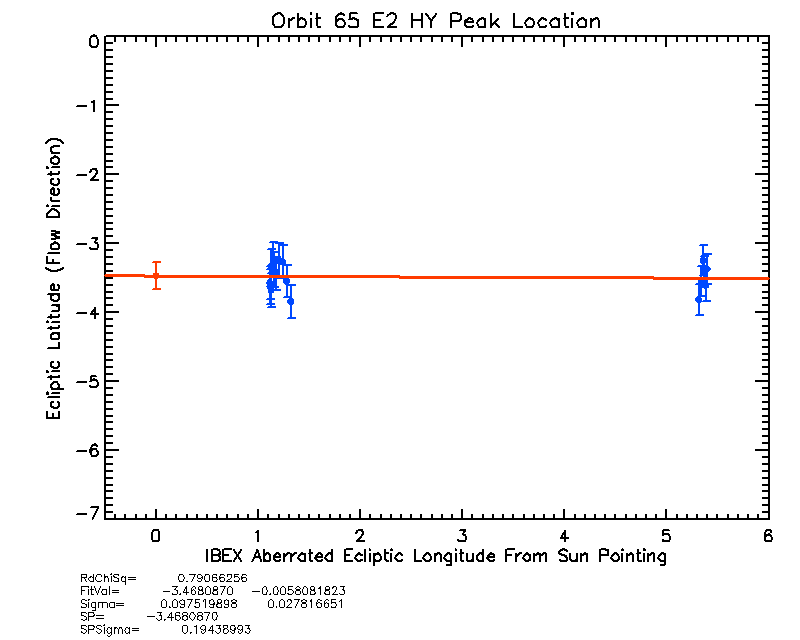 Orbit 65 E2 HY Peak Location
0
-1
-2
-3
-4
-5
-6
-7
Ecliptic Latitude (Flow Direction)
0 1 2 3 4 5 6
IBEX Aberrated Ecliptic Longitude From Sun Pointing
RdChiSq= 0.79066256
FitVal= -3.4680870 -0.0058081823
Sigma= 0.097519898 0.027816651
SP= -3.4680870
SPSigma= 0.19438993